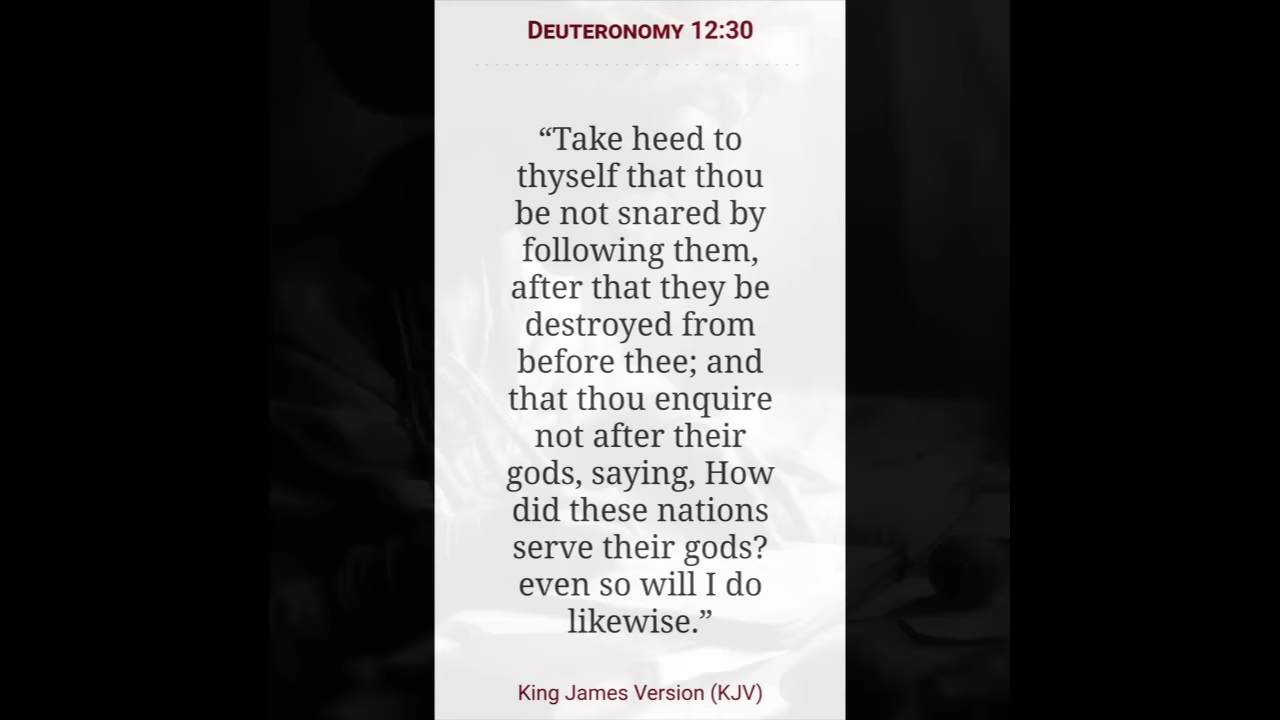 DEUTERONOMY 12:30
“Take heed to
thyself that thou
be not snared by
following them,
after that they be
destroyed from
before thee; and
that thou enquire
not after their
gods, saying, How
did these nations
serve their gods?
even so will I do
likewise.”
King James Version (KJV)